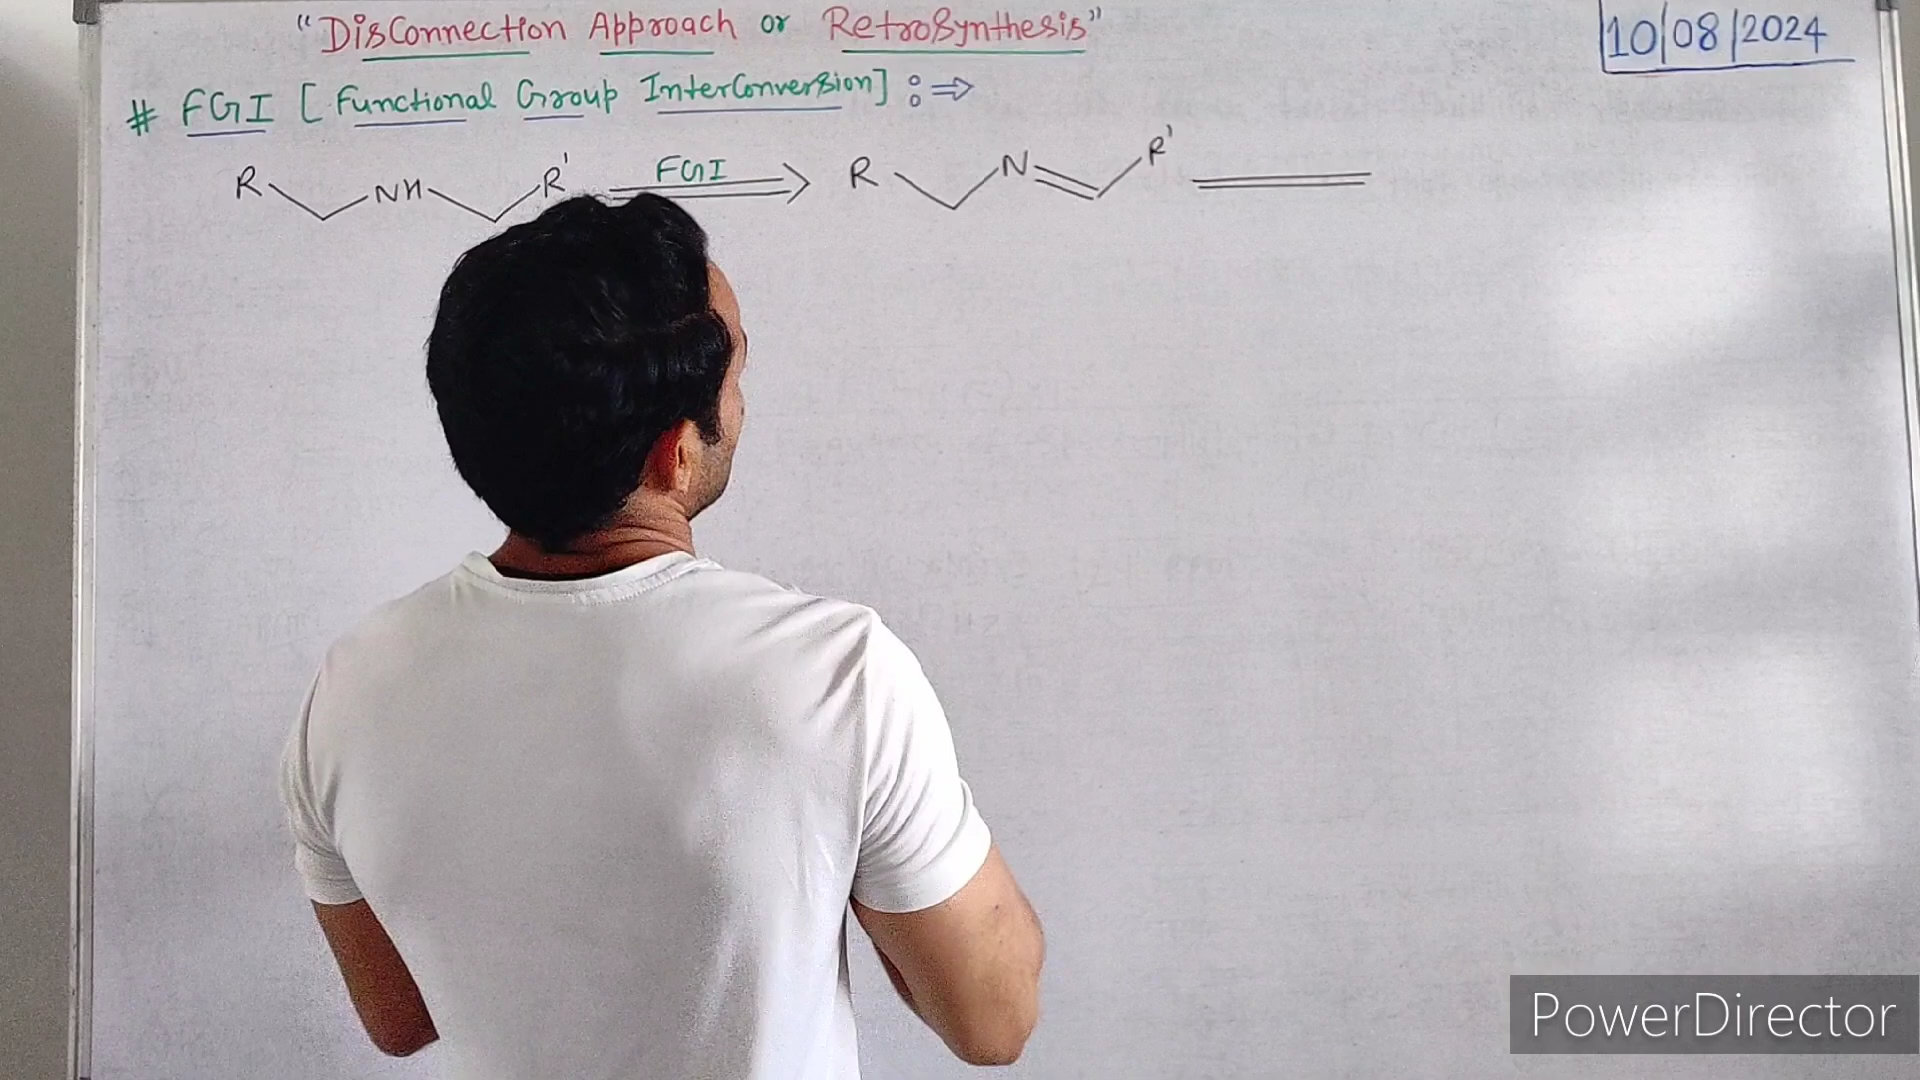 "Disconnection Approach or Retrosynthesis"
10/08/2024
# FGI [Functional Group InterConversion] : ⇒
R NH R' FGI R N R'
PowerDirector